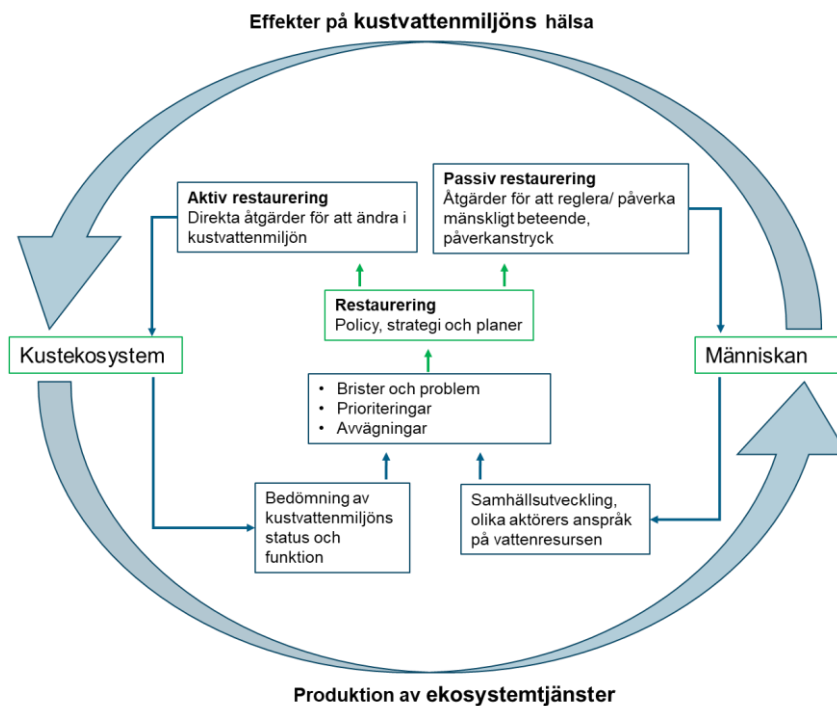 Effekter på kustvattenmiljöns hälsa
Aktiv restaurering
Direkta åtgärder för att ändra i
kustvattenmiljön
Passiv restaurering
Åtgärder för att reglera/ påverka
mänskligt beteende,
påverkanstryck
Restaurering
Policy, strategi och planer
Kustekosystem
Människan
• Brister och problem
• Prioriteringar
• Avvägningar
Bedömning av
kustvattenmiljöns
status och
funktion
Samhällsutveckling,
olika aktörers anspråk
på vattenresursen
Produktion av ekosystemtjänster